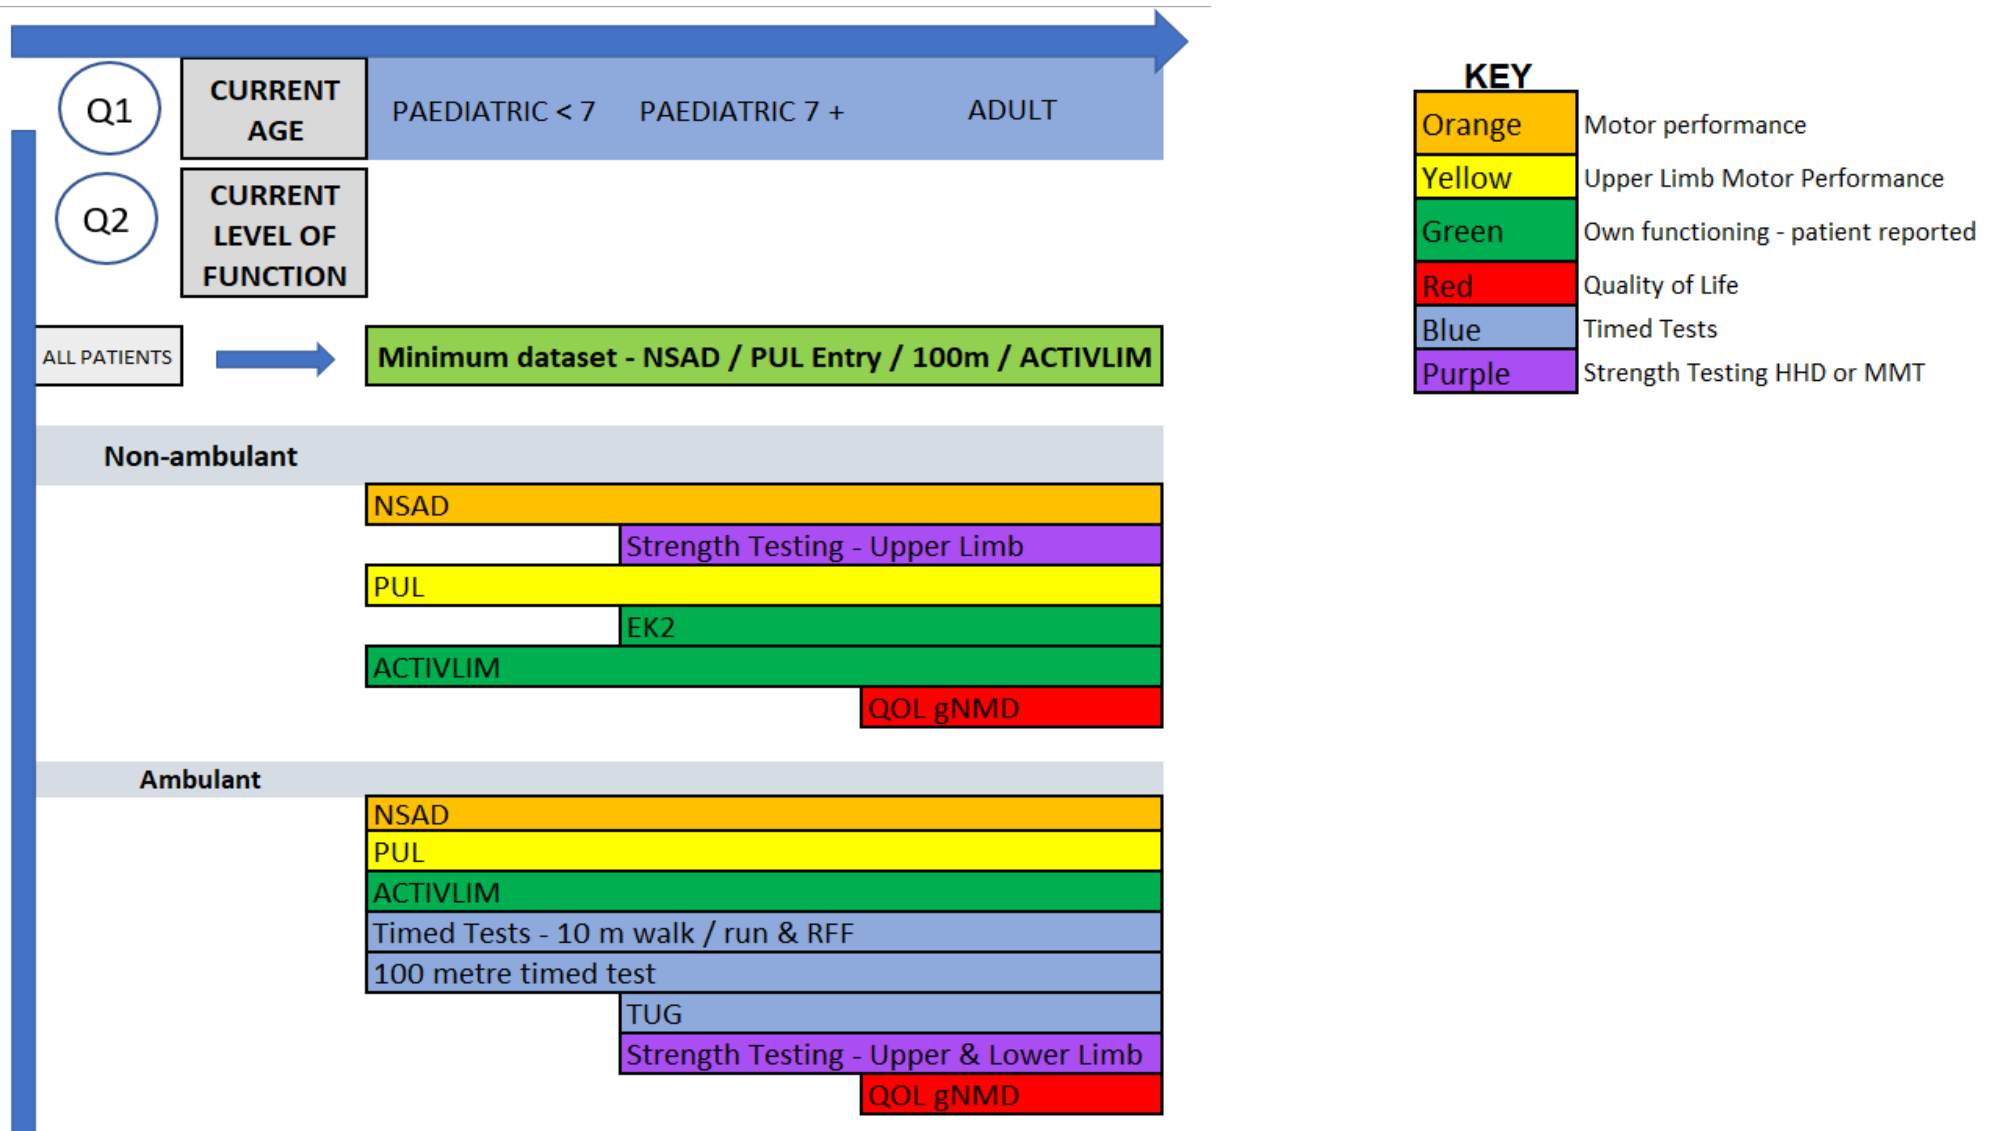 Q1
CURRENT
AGE
PAEDIATRIC < 7
PAEDIATRIC 7 +
ADULT
Q2
CURRENT
LEVEL OF
FUNCTION
ALL PATIENTS
Minimum dataset - NSAD / PUL Entry / 100m / ACTIVLIM
Non-ambulant
NSAD
Strength Testing - Upper Limb
PUL
EK2
ACTIVLIM
QOL gNMD
Ambulant
NSAD
PUL
ACTIVLIM
Timed Tests - 10 m walk / run & RFF
100 metre timed test
TUG
Strength Testing - Upper & Lower Limb
QOL gNMD
KEY
Orange Motor performance
Yellow Upper Limb Motor Performance
Green Own functioning - patient reported
Red Quality of Life
Blue Timed Tests
Purple Strength Testing HHD or MMT